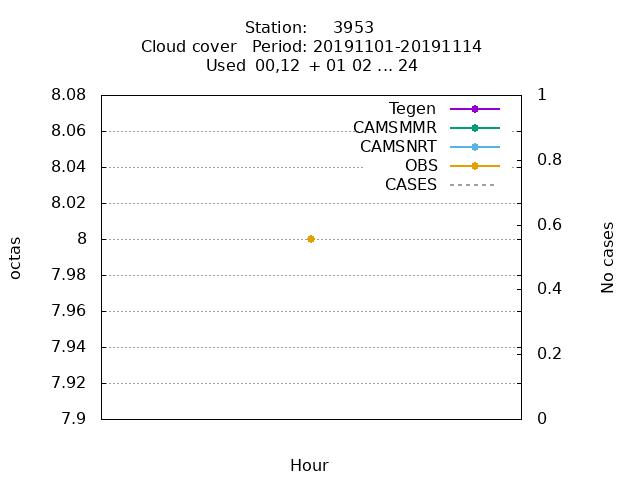 Station: 3953
Cloud cover Period: 20191101-20191114
Used 00,12 + 01 02 ... 24
8.08
8.06
8.04
8.02
8
7.98
7.96
7.94
7.92
7.9
1
0.8
0.6
0.4
0.2
0
Tegen
CAMSMMR
CAMSNRT
OBS
CASES
octas
No cases
Hour